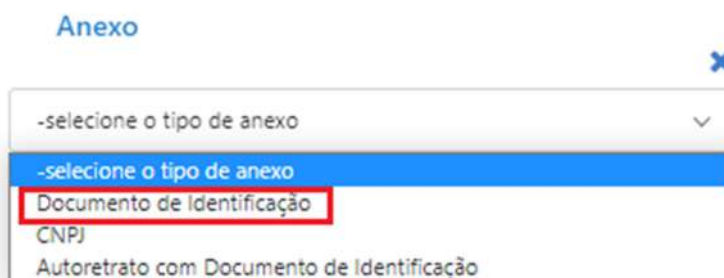 Anexo
-selecione o tipo de anexo
-selecione o tipo de anexo
Documento de Identificação
CNPJ
Autoretrato com Documento de Identificação